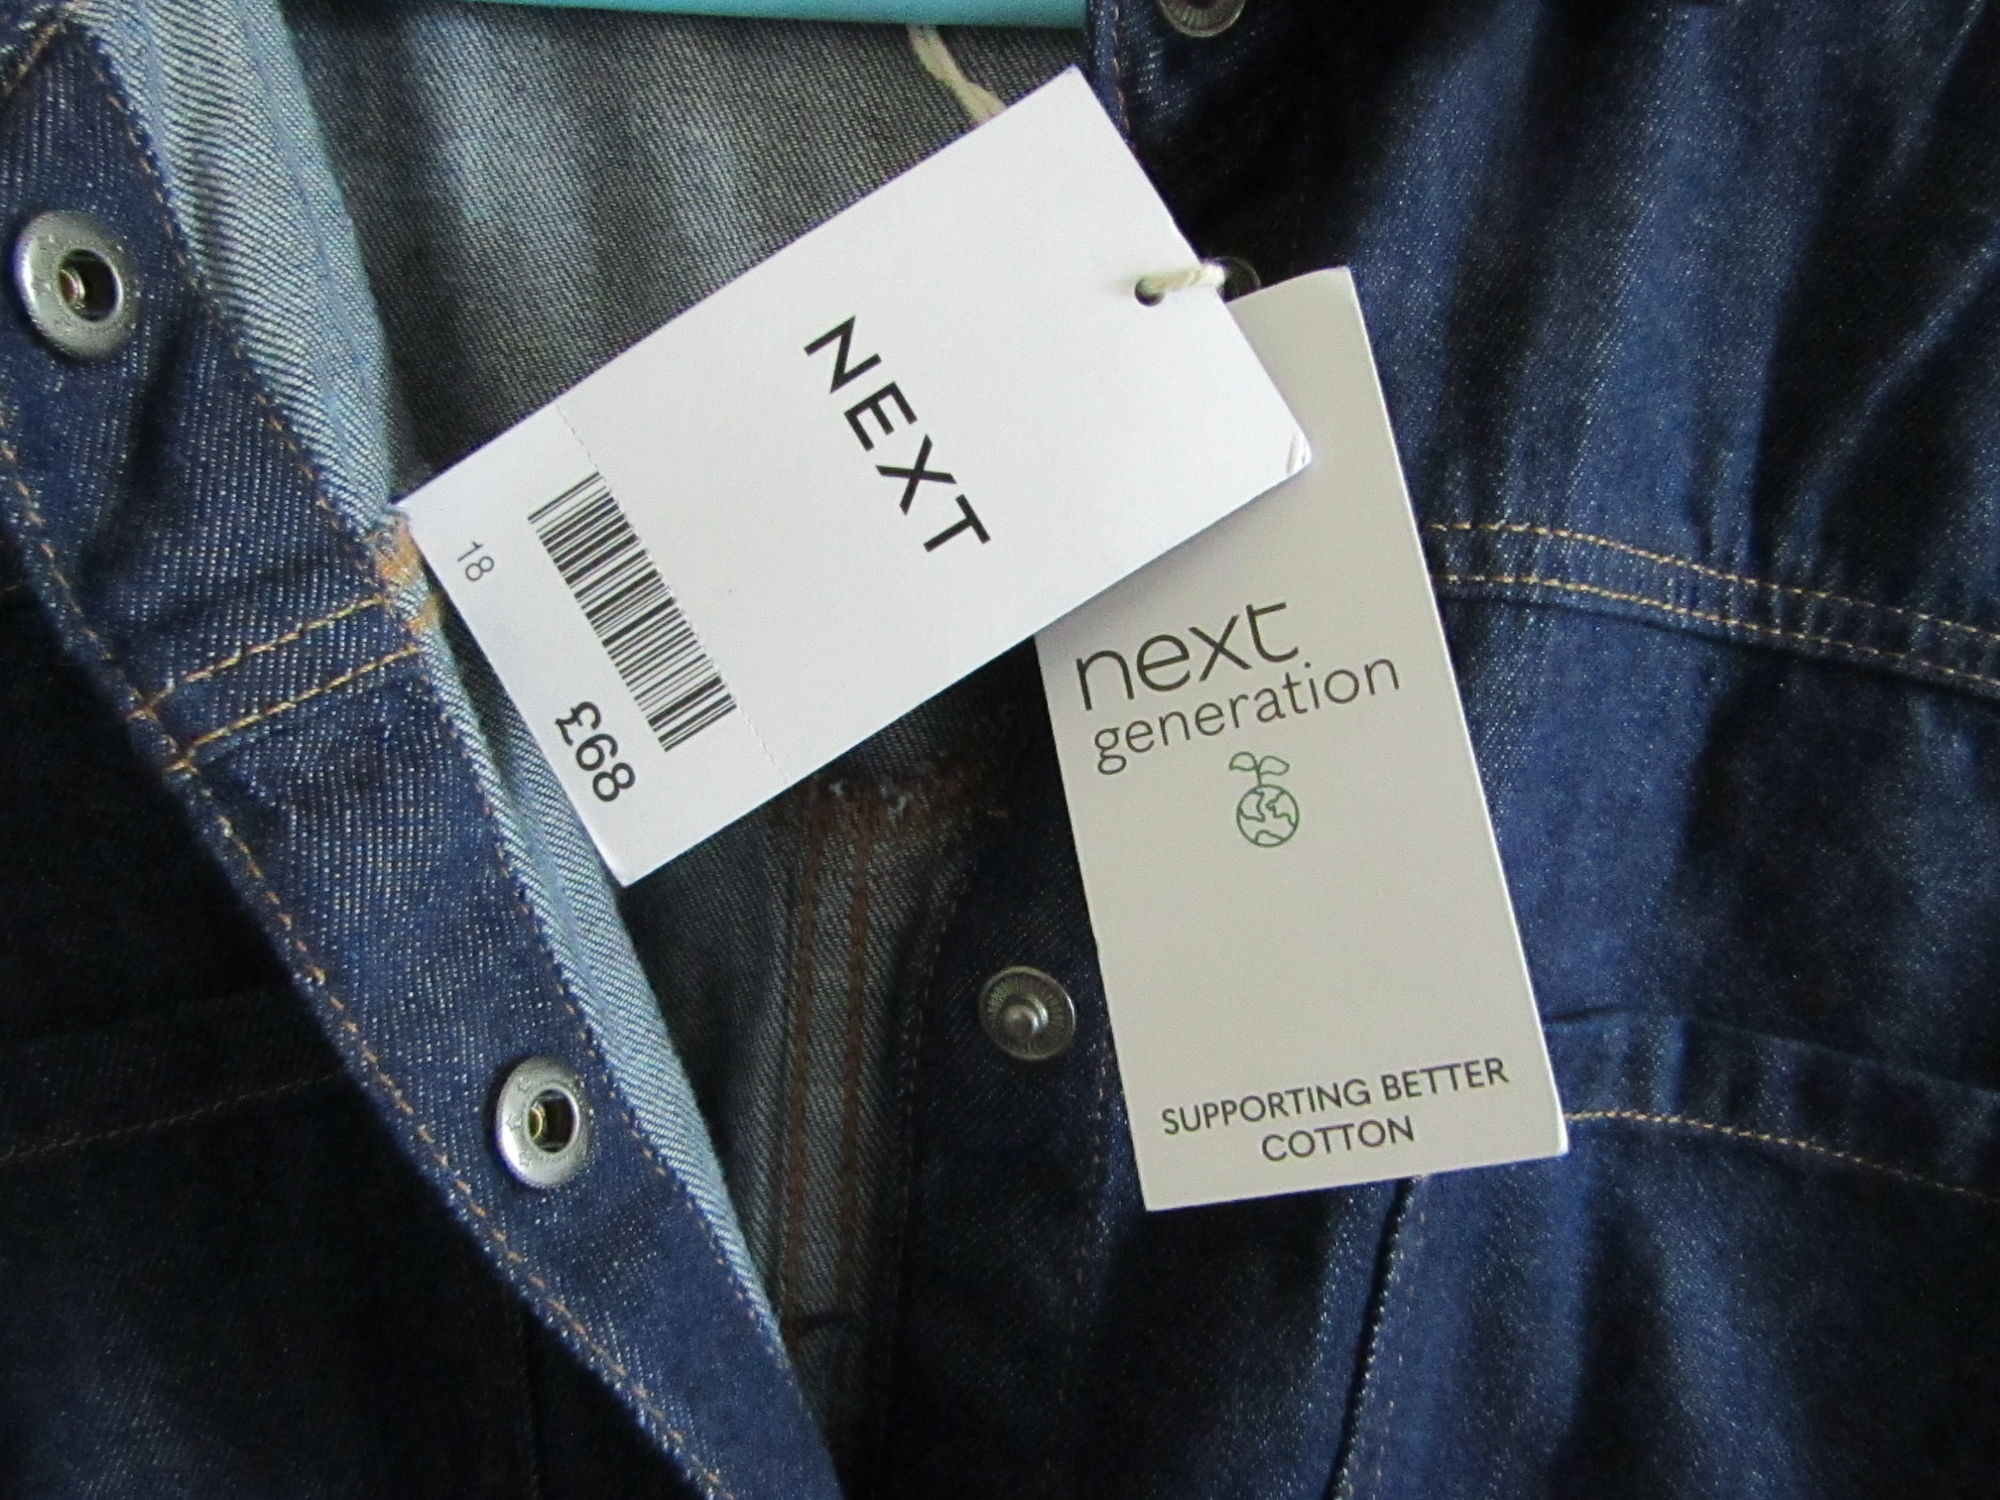 NEXT
18
£68
next
generation
SUPPORTING BETTER
COTTON